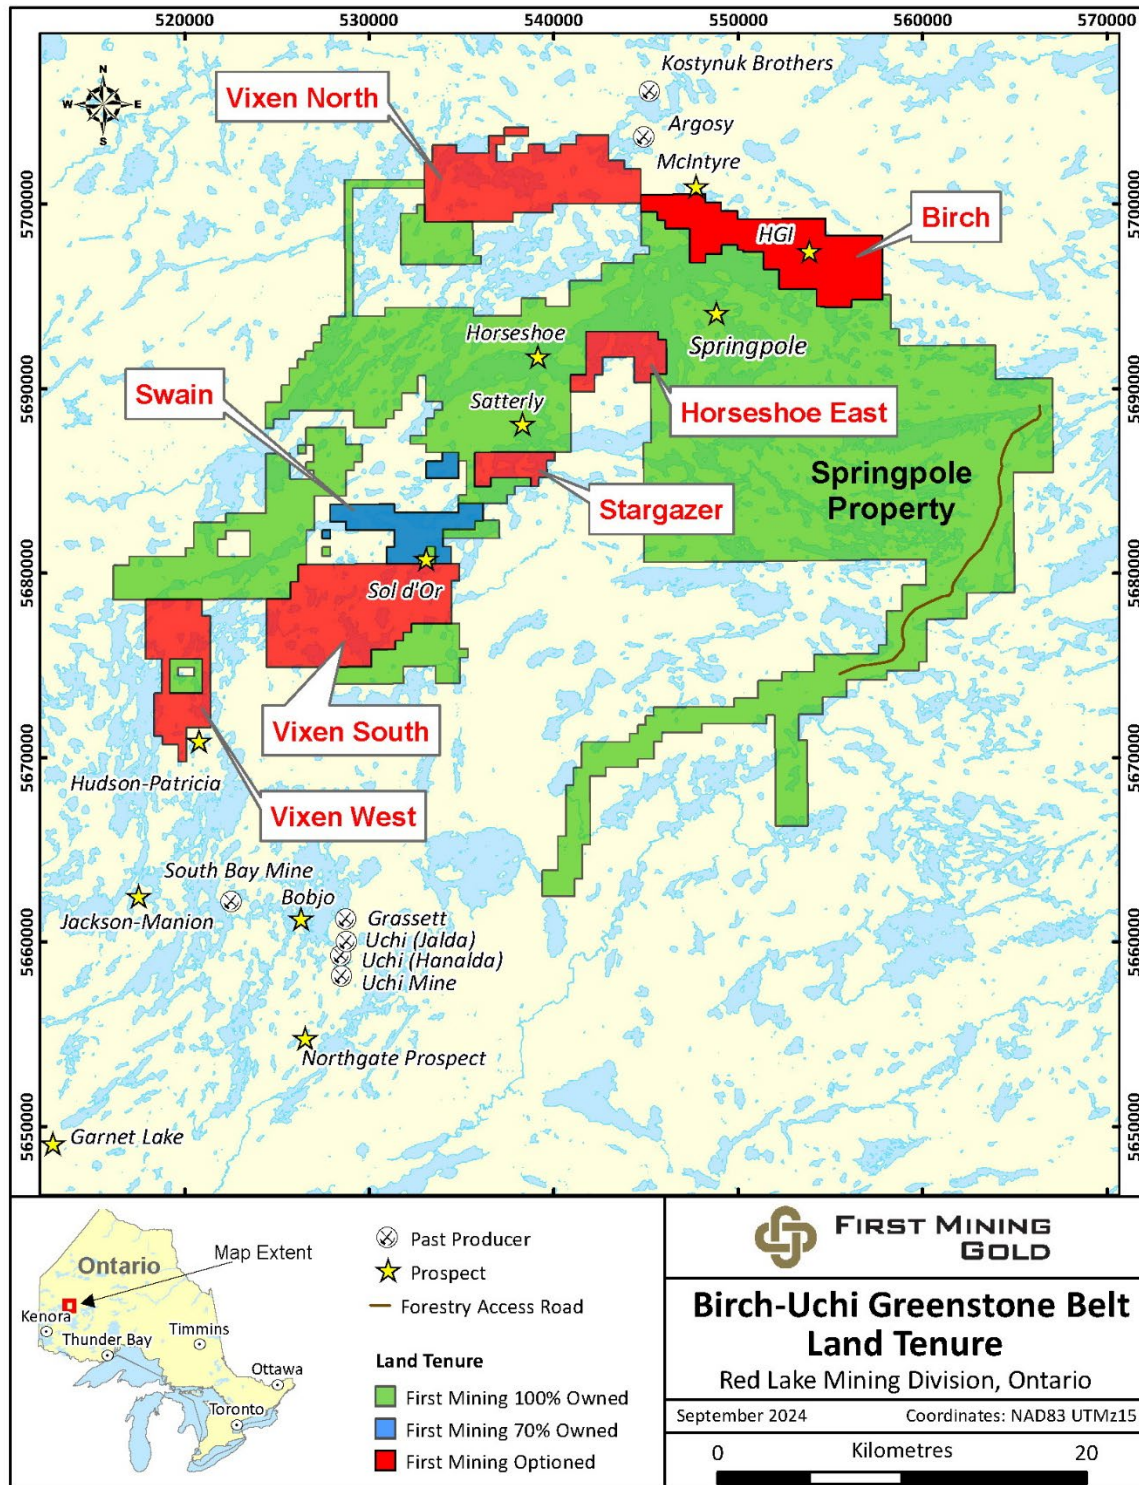 520000
530000
540000
550000
560000
570000
N
W
E
S
Kostynuk Brothers
Vixen North
Argosy
McIntyre
5700000
5700000
HGI
Birch
Horseshoe
Springpole
Swain
5690000
5690000
Satterly
Horseshoe East
Springpole
Property
Stargazer
5680000
5680000
Sol d'Or
Vixen South
5670000
5670000
Hudson-Patricia
Vixen West
South Bay Mine
Bobjo
Jackson-Manion
Grassett
Uchi (Jalda)
5660000
5660000
Uchi (Hanalda)
Uchi Mine
Northgate Prospect
5650000
5650000
Garnet Lake
Ontario
Map Extent
Kenora
Thunder Bay
Timmins
Ottawa
Toronto
Past Producer
Prospect
Forestry Access Road
Land Tenure
First Mining 100% Owned
First Mining 70% Owned
First Mining Optioned
FIRST MINING
GOLD
Birch-Uchi Greenstone Belt
Land Tenure
Red Lake Mining Division, Ontario
September 2024
Coordinates: NAD83 UTMz15
0
Kilometres
20